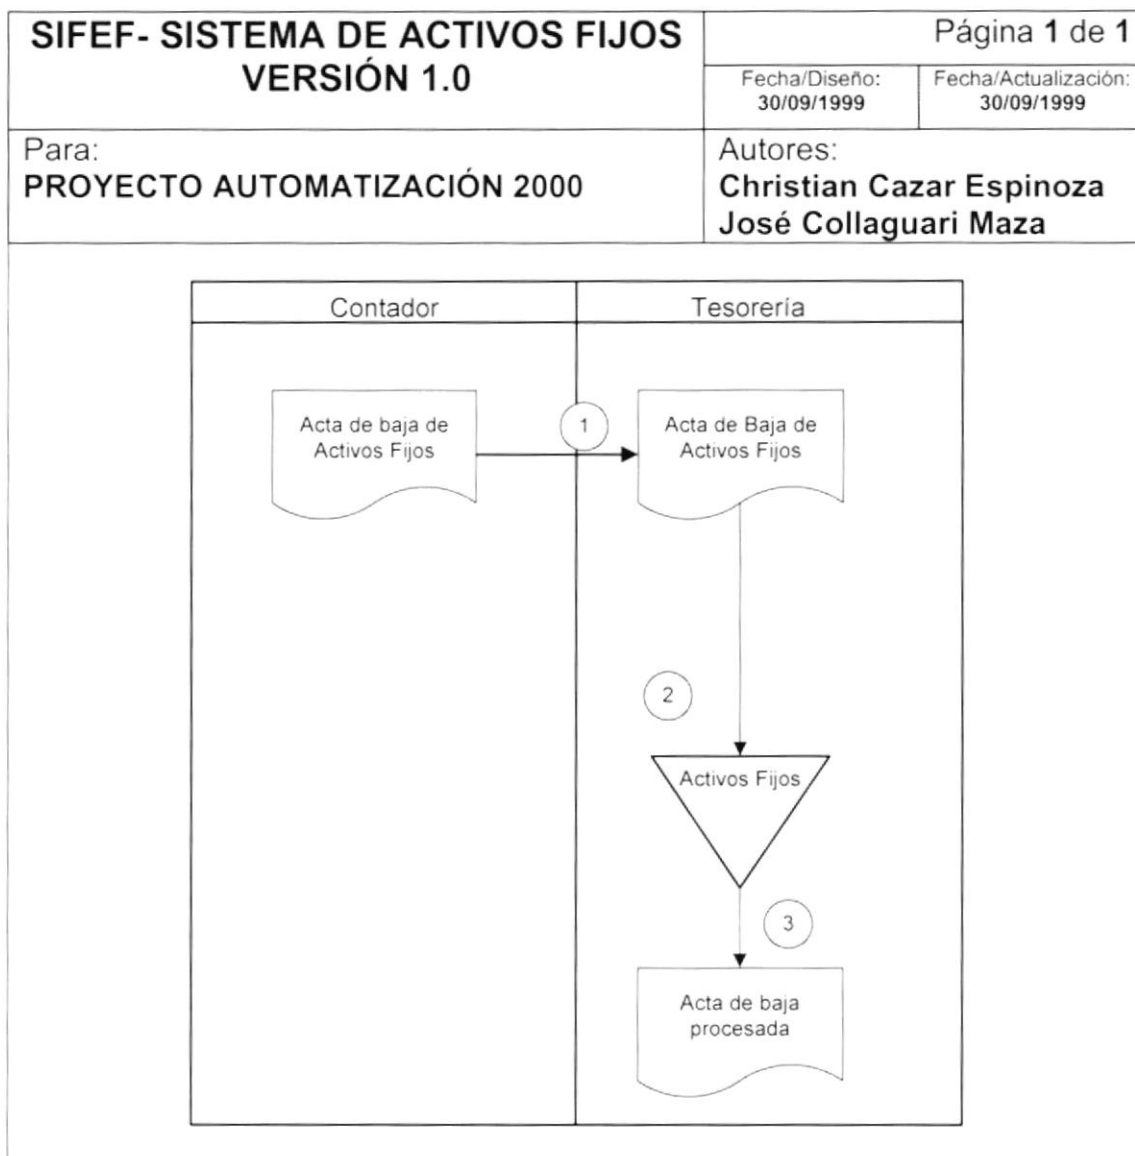 SIFEF- SISTEMA DE ACTIVOS FIJOS
VERSIÓN 1.0
Página 1 de 1
Fecha/Diseño:
30/09/1999
Fecha/Actualización:
30/09/1999
Para:
PROYECTO AUTOMATIZACIÓN 2000
Autores:
Christian Cazar Espinoza
José Collaguari Maza
Contador
Tesorería
Acta de baja de
Activos Fijos
1
Acta de Baja de
Activos Fijos
2
Activos Fijos
3
Acta de baja
procesada